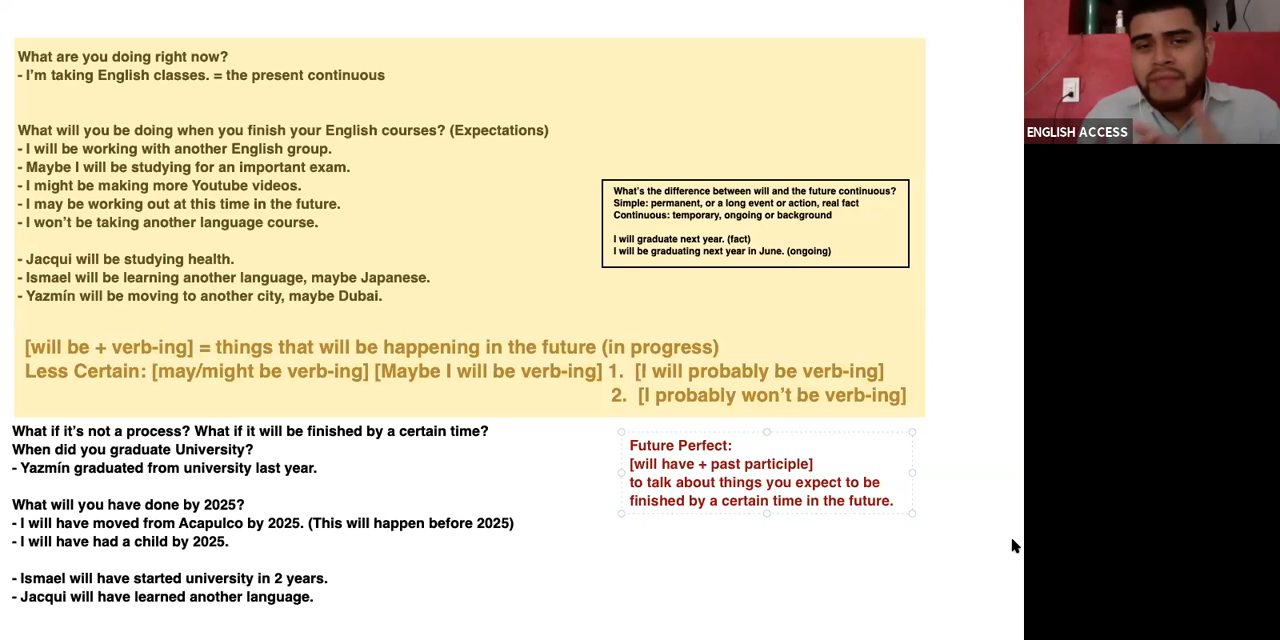 What are you doing right now?
- I'm taking English classes. = the present continuous
What will you be doing when you finish your English courses? (Expectations)
- I will be working with another English group.
- Maybe I will be studying for an important exam.
- I might be making more Youtube videos.
- I may be working out at this time in the future.
- I won't be taking another language course.
- Jacqui will be studying health.
- Ismael will be learning another language, maybe Japanese.
- Yazmín will be moving to another city, maybe Dubai.
What's the difference between will and the future continuous?
Simple: permanent, or a long event or action, real fact
Continuous: temporary, ongoing or background
I will graduate next year. (fact)
I will be graduating next year in June. (ongoing)
[will be + verb-ing] = things that will be happening in the future (in progress)
Less Certain: [may/might be verb-ing] [Maybe I will be verb-ing] 1. [I will probably be verb-ing]
2. [I probably won't be verb-ing]
What if it's not a process? What if it will be finished by a certain time?
When did you graduate University?
- Yazmín graduated from university last year.
What will you have done by 2025?
- I will have moved from Acapulco by 2025. (This will happen before 2025)
- I will have had a child by 2025.
- Ismael will have started university in 2 years.
- Jacqui will have learned another language.
Future Perfect:
[will have + past participle]
to talk about things you expect to be
finished by a certain time in the future.
ENGLISH ACCESS